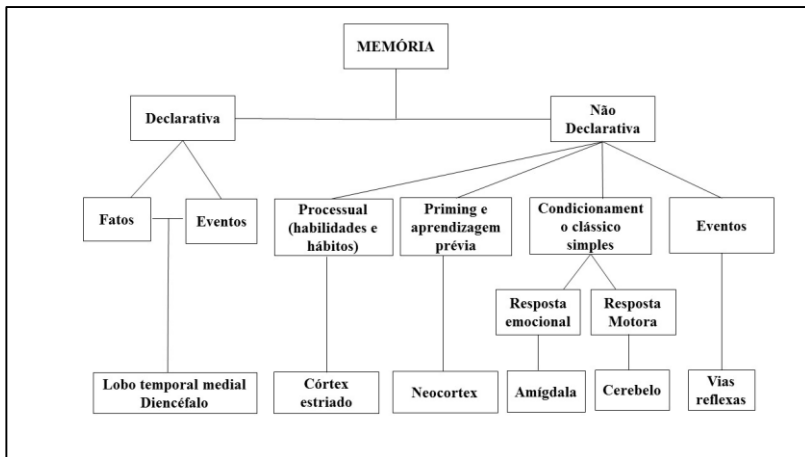 MEMÓRIA
Declarativa
Não
Declarativa
Fatos
Eventos
Processual
(habilidades e
hábitos)
Priming e
aprendizagem
prévia
Condicionament
o clássico
simples
Eventos
Resposta
emocional
Resposta
Motora
Lobo temporal medial
Diencéfalo
Córtex
estriado
Neocortex
Amígdala
Cerebelo
Vias
reflexas